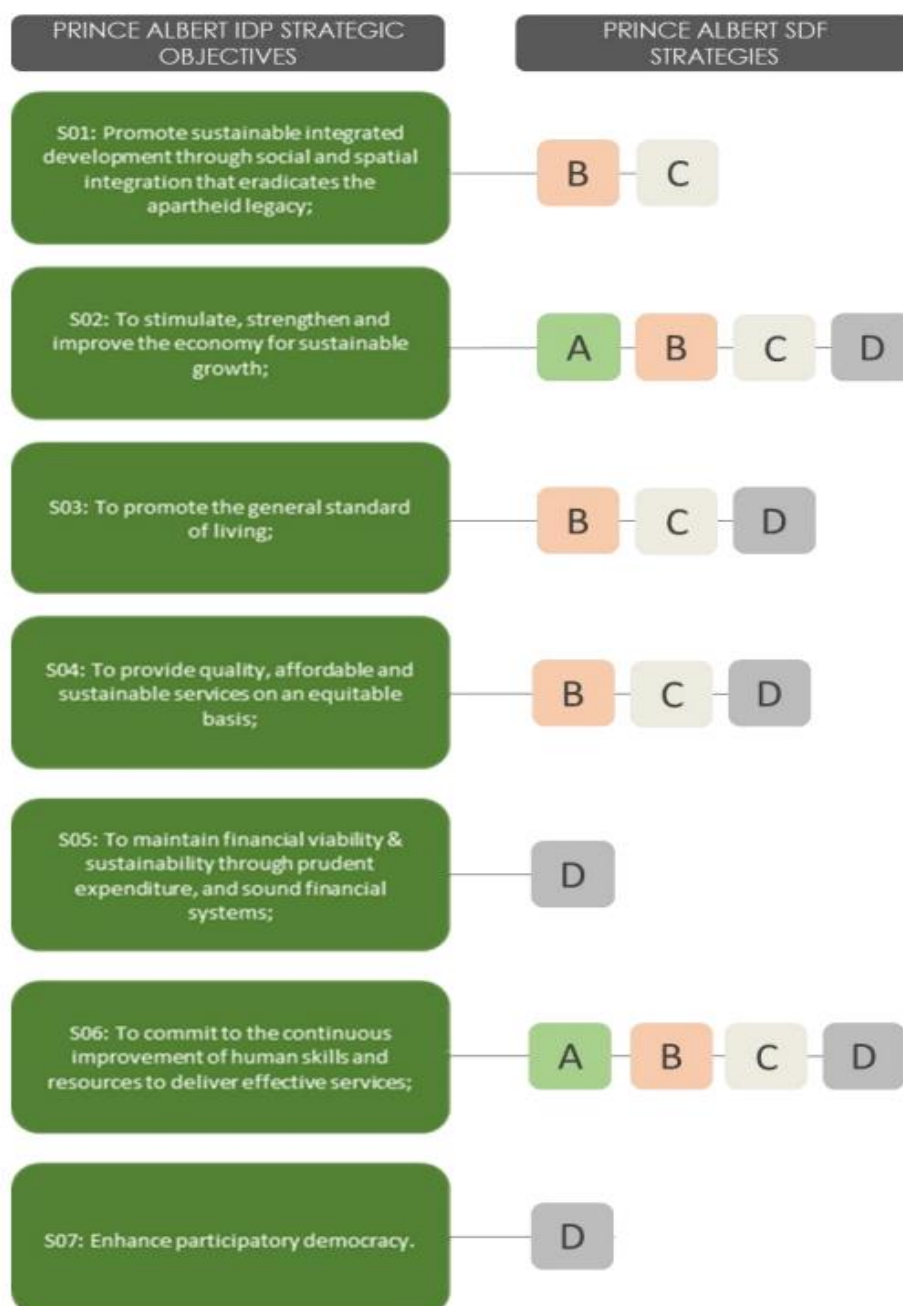 PRINCE ALBERT IDP STRATEGIC
OBJECTIVES
PRINCE ALBERT SDF
STRATEGIES
S01: Promote sustainable integrated
development through social and spatial
integration that eradicates the
apartheid legacy;
B C
S02: To stimulate, strengthen and
improve the economy for sustainable
growth;
A B C D
S03: To promote the general standard
of living;
B C D
S04: To provide quality, affordable and
sustainable services on an equitable
basis;
B C D
S05: To maintain financial viability &
sustainability through prudent
expenditure, and sound financial
systems;
D
S06: To commit to the continuous
improvement of human skills and
resources to deliver effective services;
A B C D
S07: Enhance participatory democracy.
D